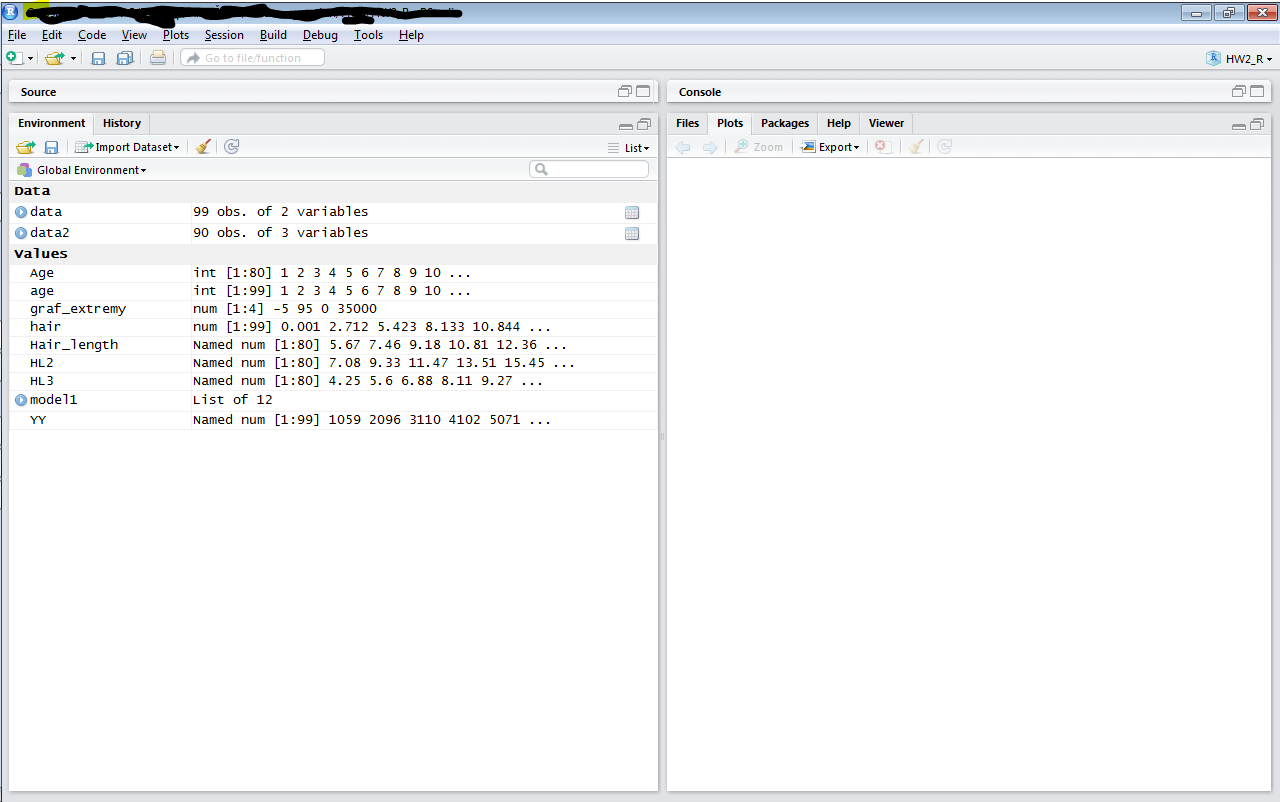 File Edit Code View Plots Session Build Debug Tools Help
Go to file/function HW2_R
Source
Environment History
Import Dataset List
Global Environment
Data
data 99 obs. of 2 variables
data2 90 obs. of 3 variables
Values
Age int [1:80] 1 2 3 4 5 6 7 8 9 10 ...
age int [1:99] 1 2 3 4 5 6 7 8 9 10 ...
graf_extremy num [1:4] -5 95 0 35000
hair num [1:99] 0.001 2.712 5.423 8.133 10.844 ...
Hair_length Named num [1:80] 5.67 7.46 9.18 10.81 12.36 ...
HL2 Named num [1:80] 7.08 9.33 11.47 13.51 15.45 ...
HL3 Named num [1:80] 4.25 5.6 6.88 8.11 9.27 ...
model1 List of 12
YY Named num [1:99] 1059 2096 3110 4102 5071 ...
Console
Files Plots Packages Help Viewer
Zoom Export